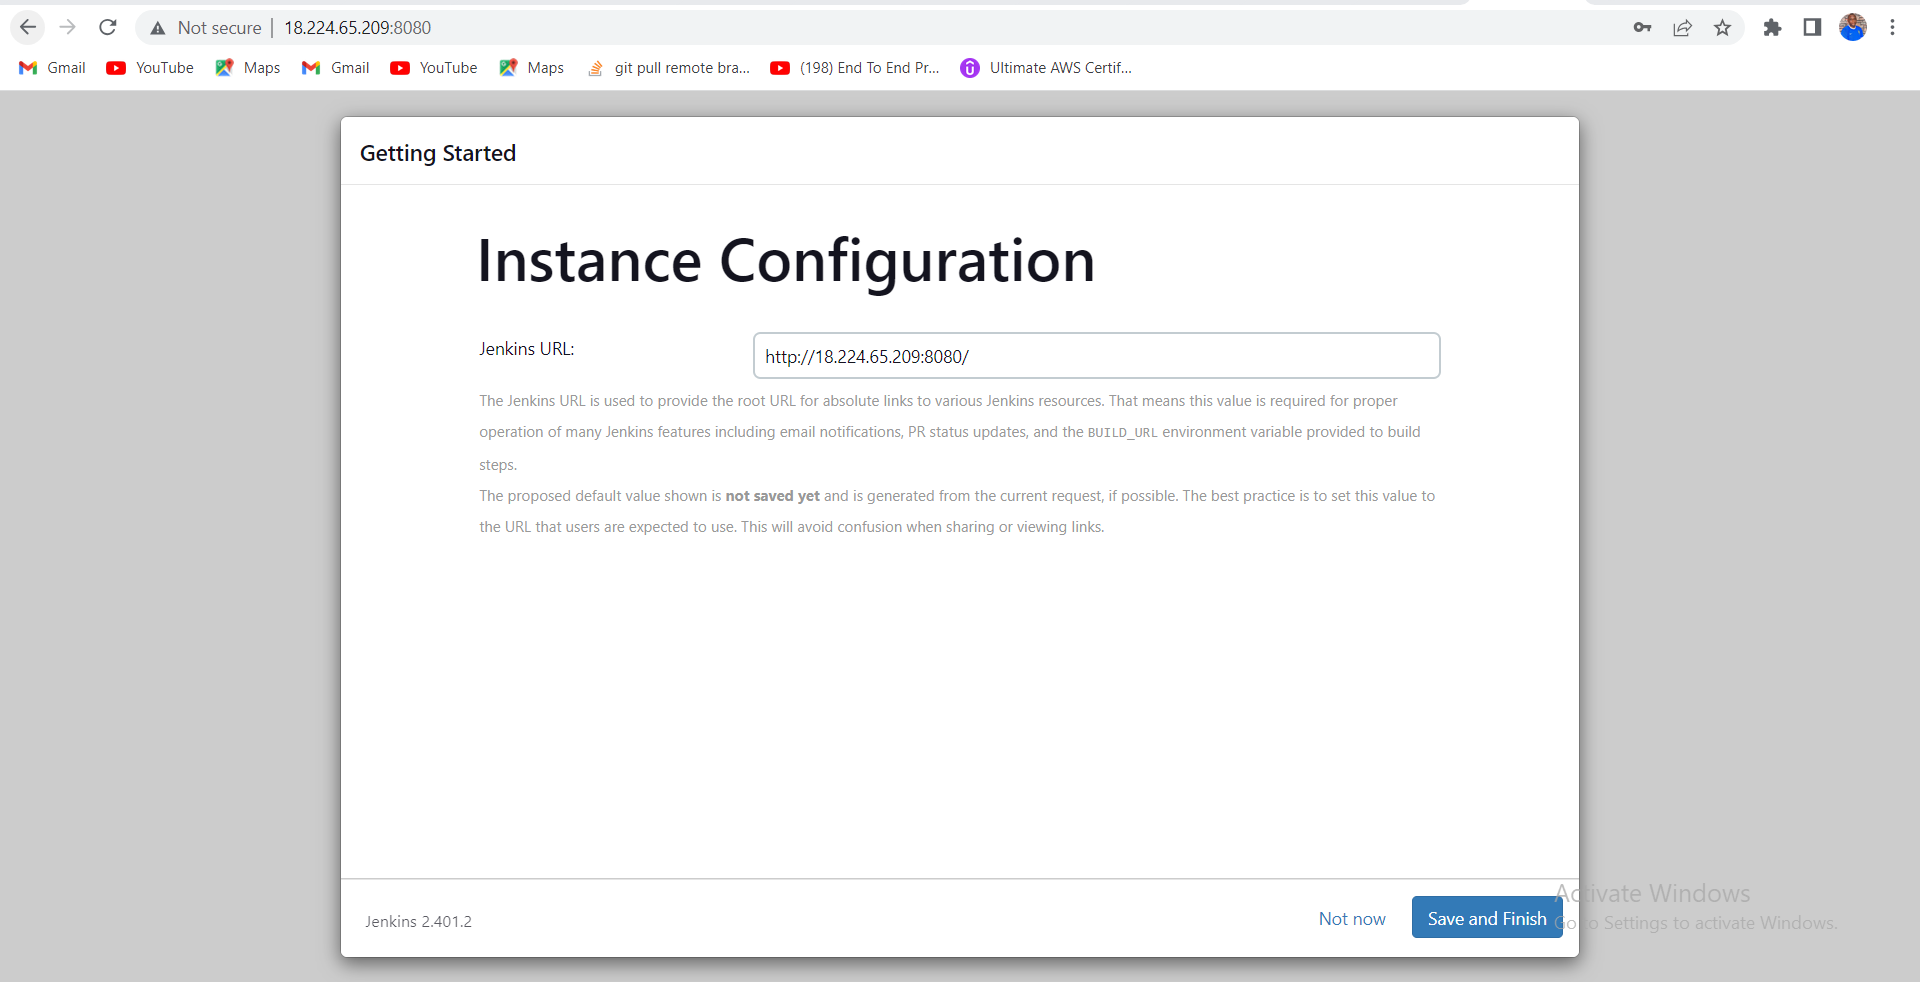 Not secure | 18.224.65.209:8080
Gmail YouTube Maps Gmail YouTube Maps git pull remote bra... (198) End To End Pr... Ultimate AWS Certif...
Getting Started
Instance Configuration
Jenkins URL:
http://18.224.65.209:8080/
The Jenkins URL is used to provide the root URL for absolute links to various Jenkins resources. That means this value is required for proper
operation of many Jenkins features including email notifications, PR status updates, and the BUILD_URL environment variable provided to build
steps.
The proposed default value shown is not saved yet and is generated from the current request, if possible. The best practice is to set this value to
the URL that users are expected to use. This will avoid confusion when sharing or viewing links.
Jenkins 2.401.2
Not now
Save and Finish
Activate Windows
Go to Settings to activate Windows.